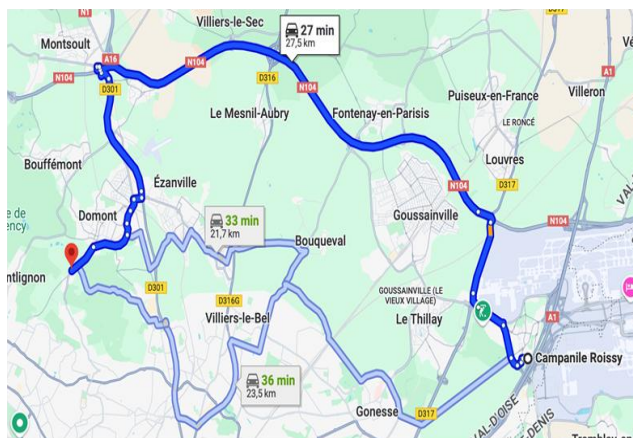 N1
Villiers-le-Sec
A1
Montsoult
A16
N104
N104
D316
27 min
27,5 km
D301
N104
Puiseux-en-France
Villeron
LE RONCÉ
Le Mesnil-Aubry
Fontenay-en-Parisis
Louvres
Bouffémont
D317
Ézanville
N104
Domont
Goussainville
N104
33 min
21,7 km
Bouqueval
ntlignon
D301
D316G
GOUSSAINVILLE (LE
VIEUX VILLAGE)
Villiers-le-Bel
Le Thillay
A1
Campanile Roissy
36 min
23,5 km
Gonesse
D317
VAL-D'OISE